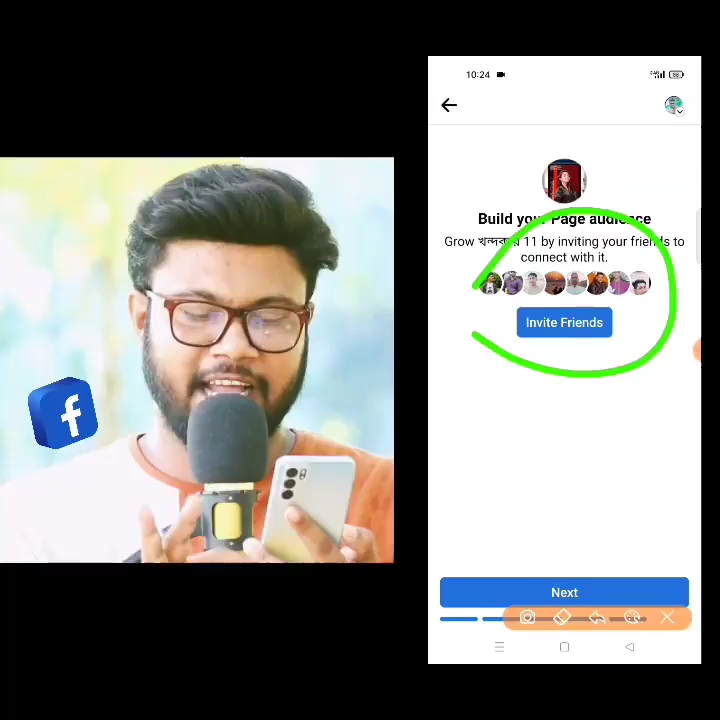 10:24
Build your Page audience
Grow খন্দকার 11 by inviting your friends to
connect with it.
Invite Friends
Next